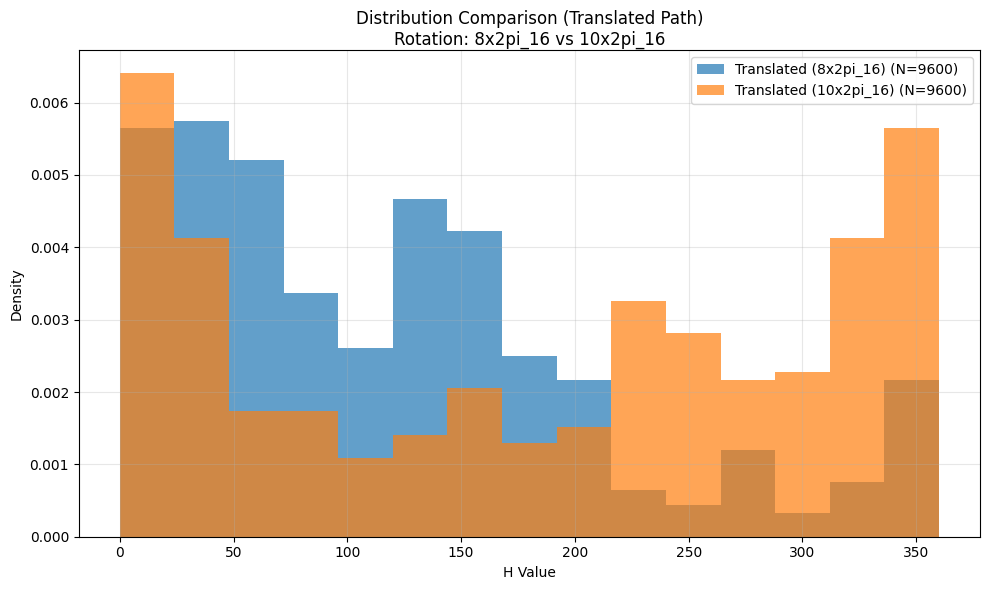 Distribution Comparison (Translated Path)
Rotation: 8x2pi_16 vs 10x2pi_16
Translated (8x2pi_16) (N=9600)
Translated (10x2pi_16) (N=9600)
Density
0.006
0.005
0.004
0.003
0.002
0.001
0.000
0 50 100 150 200 250 300 350
H Value